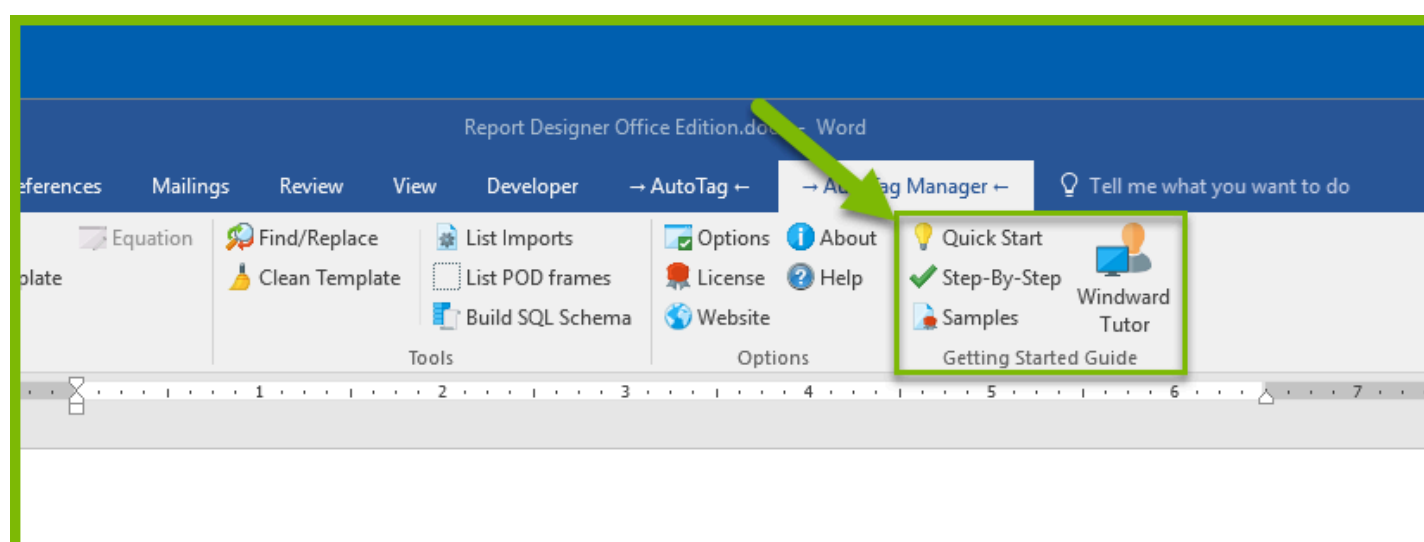 Report Designer Office Edition.doc - Word
eferences Mailings Review View Developer → AutoTag ← → Au ag Manager ← Tell me what you want to do
Equation Find/Replace List Imports Options About Quick Start
plate Clean Template List POD frames License Help Step-By-Step
Build SQL Schema Website Samples
Windward
Tutor
Tools Options Getting Started Guide
1 2 3 4 5 6 7